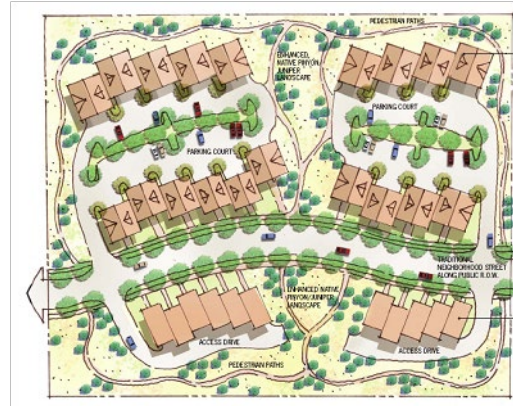 PEDESTRIAN PATHS
ENHANCED,
NATIVE PINYON/
JUNIPER
LANDSCAPE
PARKING COURT
PARKING COURT
TRADITIONAL
NEIGHBORHOOD STREET
ALONG PUBLIC R.O.W.
ENHANCED NATIVE
PINYON/JUNIPER
LANDSCAPE
ACCESS DRIVE
ACCESS DRIVE
PEDESTRIAN PATHS